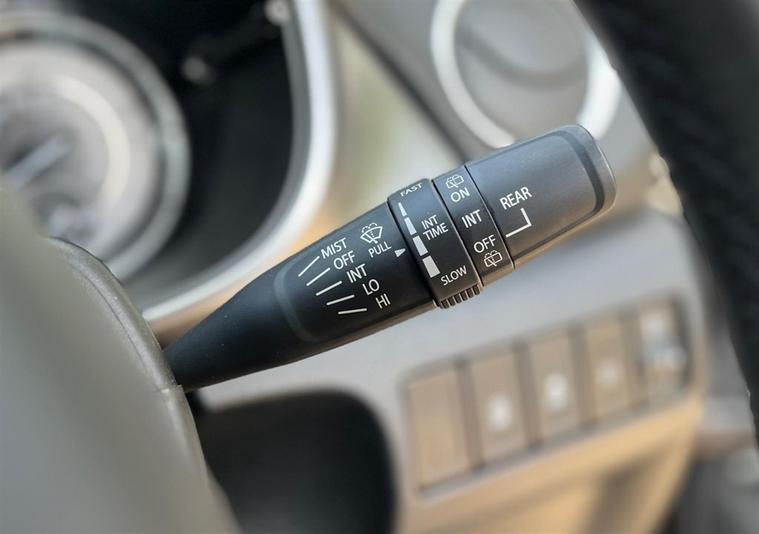 MIST
OFF
INT
LO
HI
PULL
FAST
INT
TIME
SLOW
ON
INT
OFF
REAR